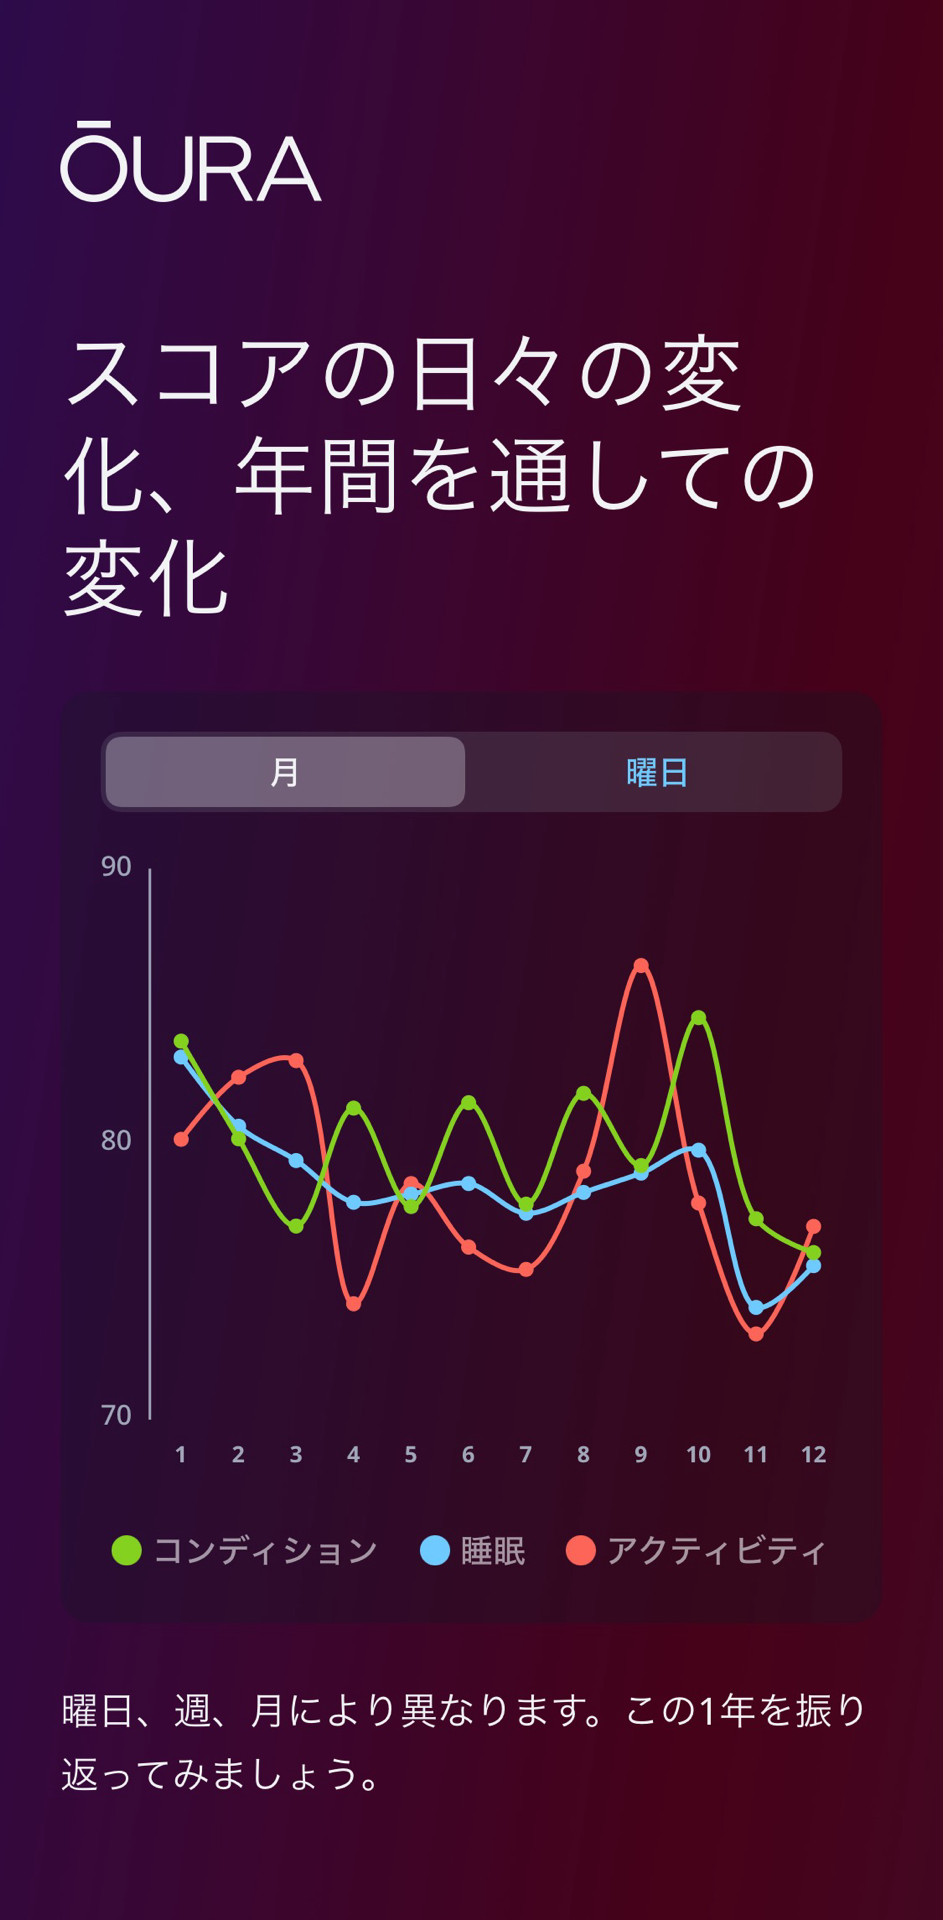 ŌURA
スコアの日々の変
化、年間を通しての
変化
月 曜日
90
80
70
1 2 3 4 5 6 7 8 9 10 11 12
コンディション 睡眠 アクティビティ
曜日、週、月により異なります。この1年を振り
返ってみましょう。